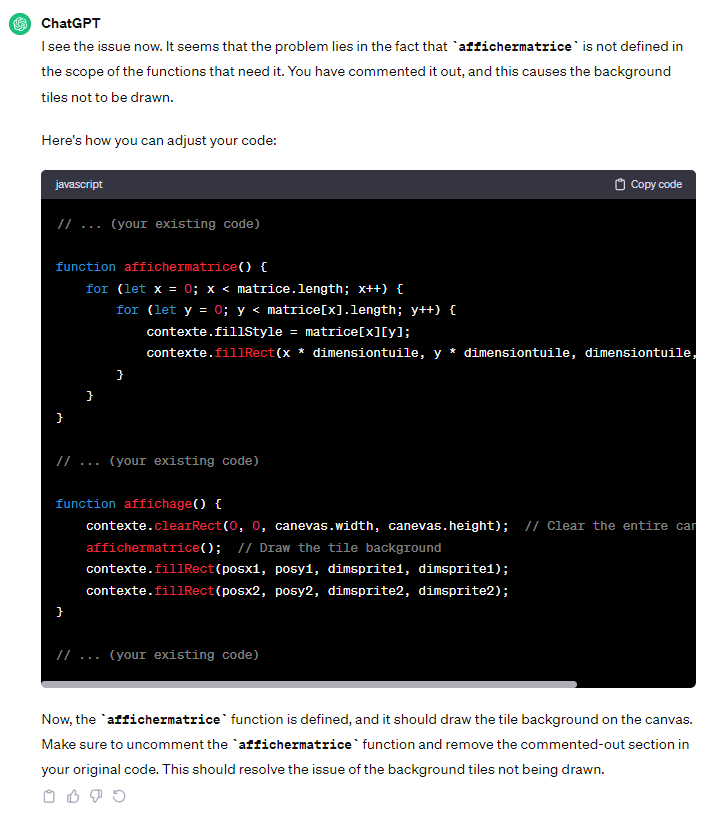 ChatGPT
I see the issue now. It seems that the problem lies in the fact that `affichermatrice` is not defined in
the scope of the functions that need it. You have commented it out, and this causes the background
tiles not to be drawn.
Here's how you can adjust your code:
javascript
Copy code
// ... (your existing code)
function affichermatrice() {
    for (let x = 0; x < matrice.length; x++) {
        for (let y = 0; y < matrice[x].length; y++) {
            contexte.fillStyle = matrice[x][y];
            contexte.fillRect(x * dimensiontuile, y * dimensiontuile, dimensiontuile,
        }
    }
}
// ... (your existing code)
function affichage() {
    contexte.clearRect(0, 0, canevas.width, canevas.height);  // Clear the entire can
    affichermatrice();  // Draw the tile background
    contexte.fillRect(posx1, posy1, dimsprite1, dimsprite1);
    contexte.fillRect(posx2, posy2, dimsprite2, dimsprite2);
}
// ... (your existing code)
Now, the `affichermatrice` function is defined, and it should draw the tile background on the canvas.
Make sure to uncomment the `affichermatrice` function and remove the commented-out section in
your original code. This should resolve the issue of the background tiles not being drawn.